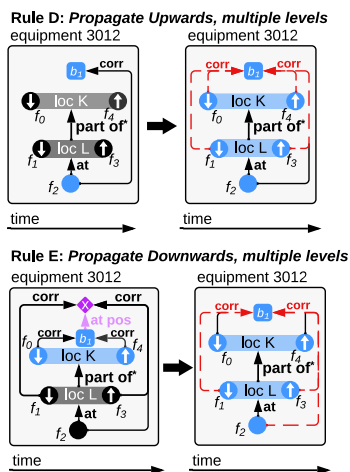 Rule D: Propagate Upwards, multiple levels
equipment 3012 equipment 3012
b1 corr corr b1 corr
loc K loc K
f0 f4 f0 f4
part of* part of*
loc L loc L
f1 f3 f1 f3
at at
f2 f2
time time
Rule E: Propagate Downwards, multiple levels
equipment 3012 equipment 3012
corr X corr corr b1 corr
at pos
corr b1 corr
f0 loc K f4 f0 loc K f4
part of* part of*
loc L loc L
f1 f3 f1 f3
at at
f2 f2
time time